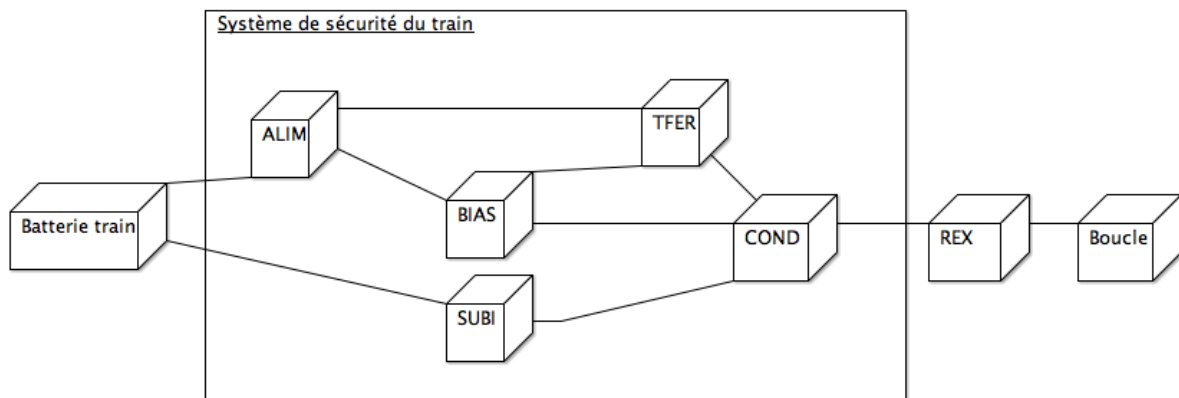 Système de sécurité du train
ALIM
TFER
Batterie train
BIAS
COND
REX
Boucle
SUBI